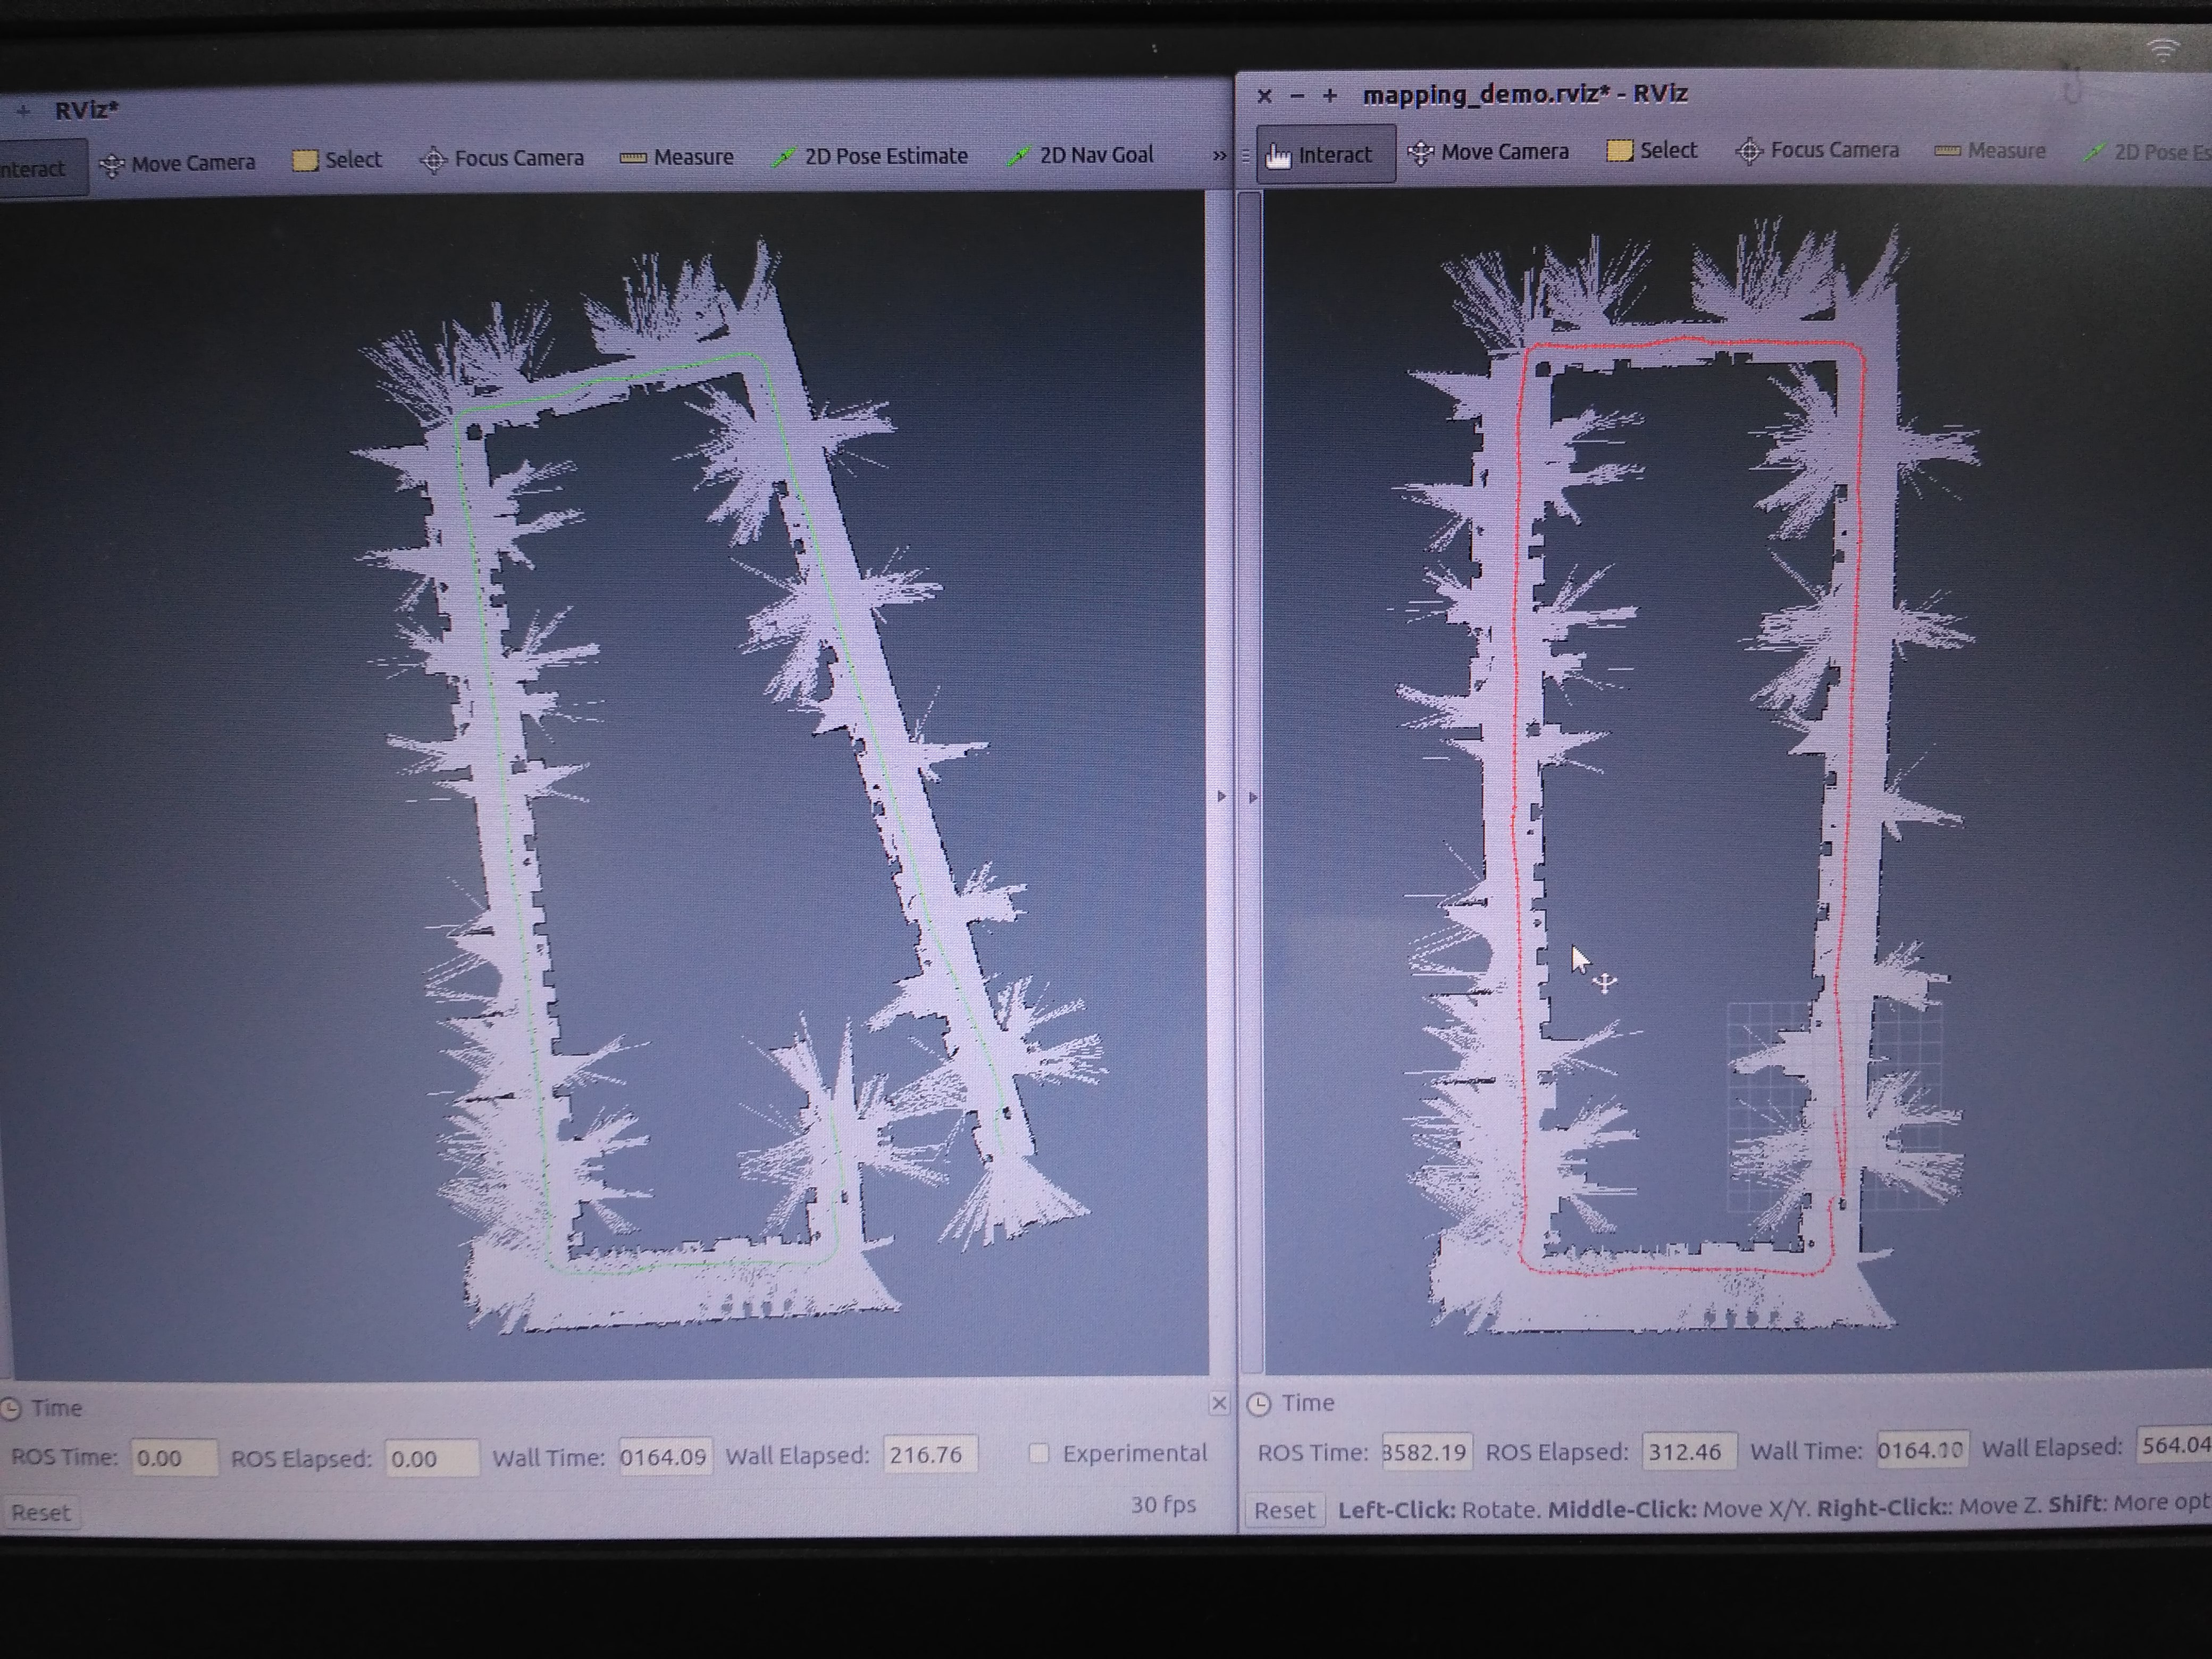 RViz*
nteract Move Camera Select Focus Camera Measure 2D Pose Estimate 2D Nav Goal »
Time
ROS Time: 0.00 ROS Elapsed: 0.00 Wall Time: 0164.09 Wall Elapsed: 216.76 Experimental
Reset 30 fps
mapping_demo.rviz* - RViz
Interact Move Camera Select Focus Camera Measure 2D Pose Es
Time
ROS Time: 3582.19 ROS Elapsed: 312.46 Wall Time: 0164.10 Wall Elapsed: 564.04
Reset Left-Click: Rotate. Middle-Click: Move X/Y. Right-Click:: Move Z. Shift: More opt